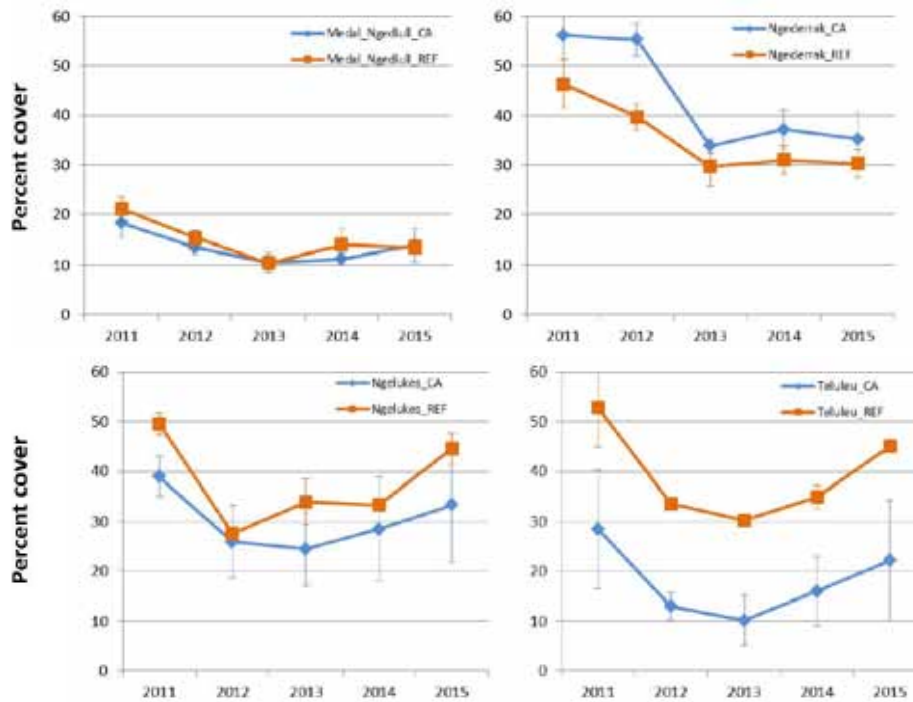 Percent cover
60
50
40
30
20
10
0
Medal_Ngediull_CA
Medal_Ngediull_REF
2011 2012 2013 2014 2015
60
50
40
30
20
10
0
Ngederrak_CA
Ngederrak_REF
2011 2012 2013 2014 2015
Percent cover
60
50
40
30
20
10
0
Ngelukes_CA
Ngelukes_REF
2011 2012 2013 2014 2015
60
50
40
30
20
10
0
Teluleu_CA
Teluleu_REF
2011 2012 2013 2014 2015